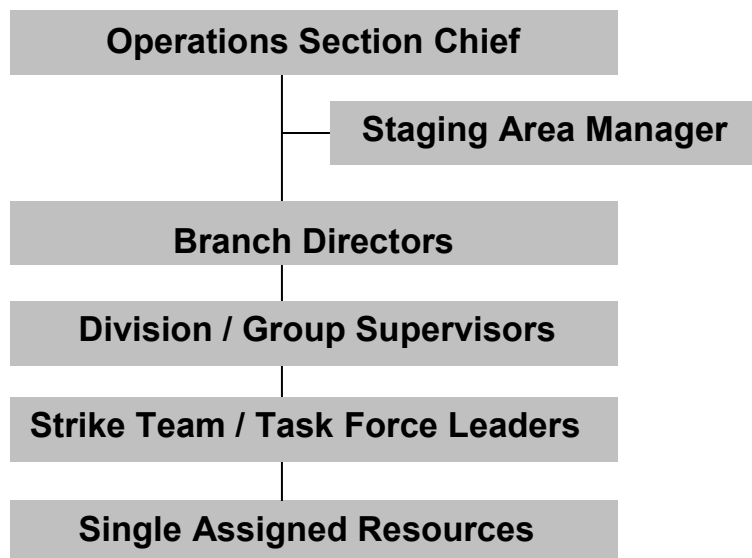 Operations Section Chief
Staging Area Manager
Branch Directors
Division / Group Supervisors
Strike Team / Task Force Leaders
Single Assigned Resources